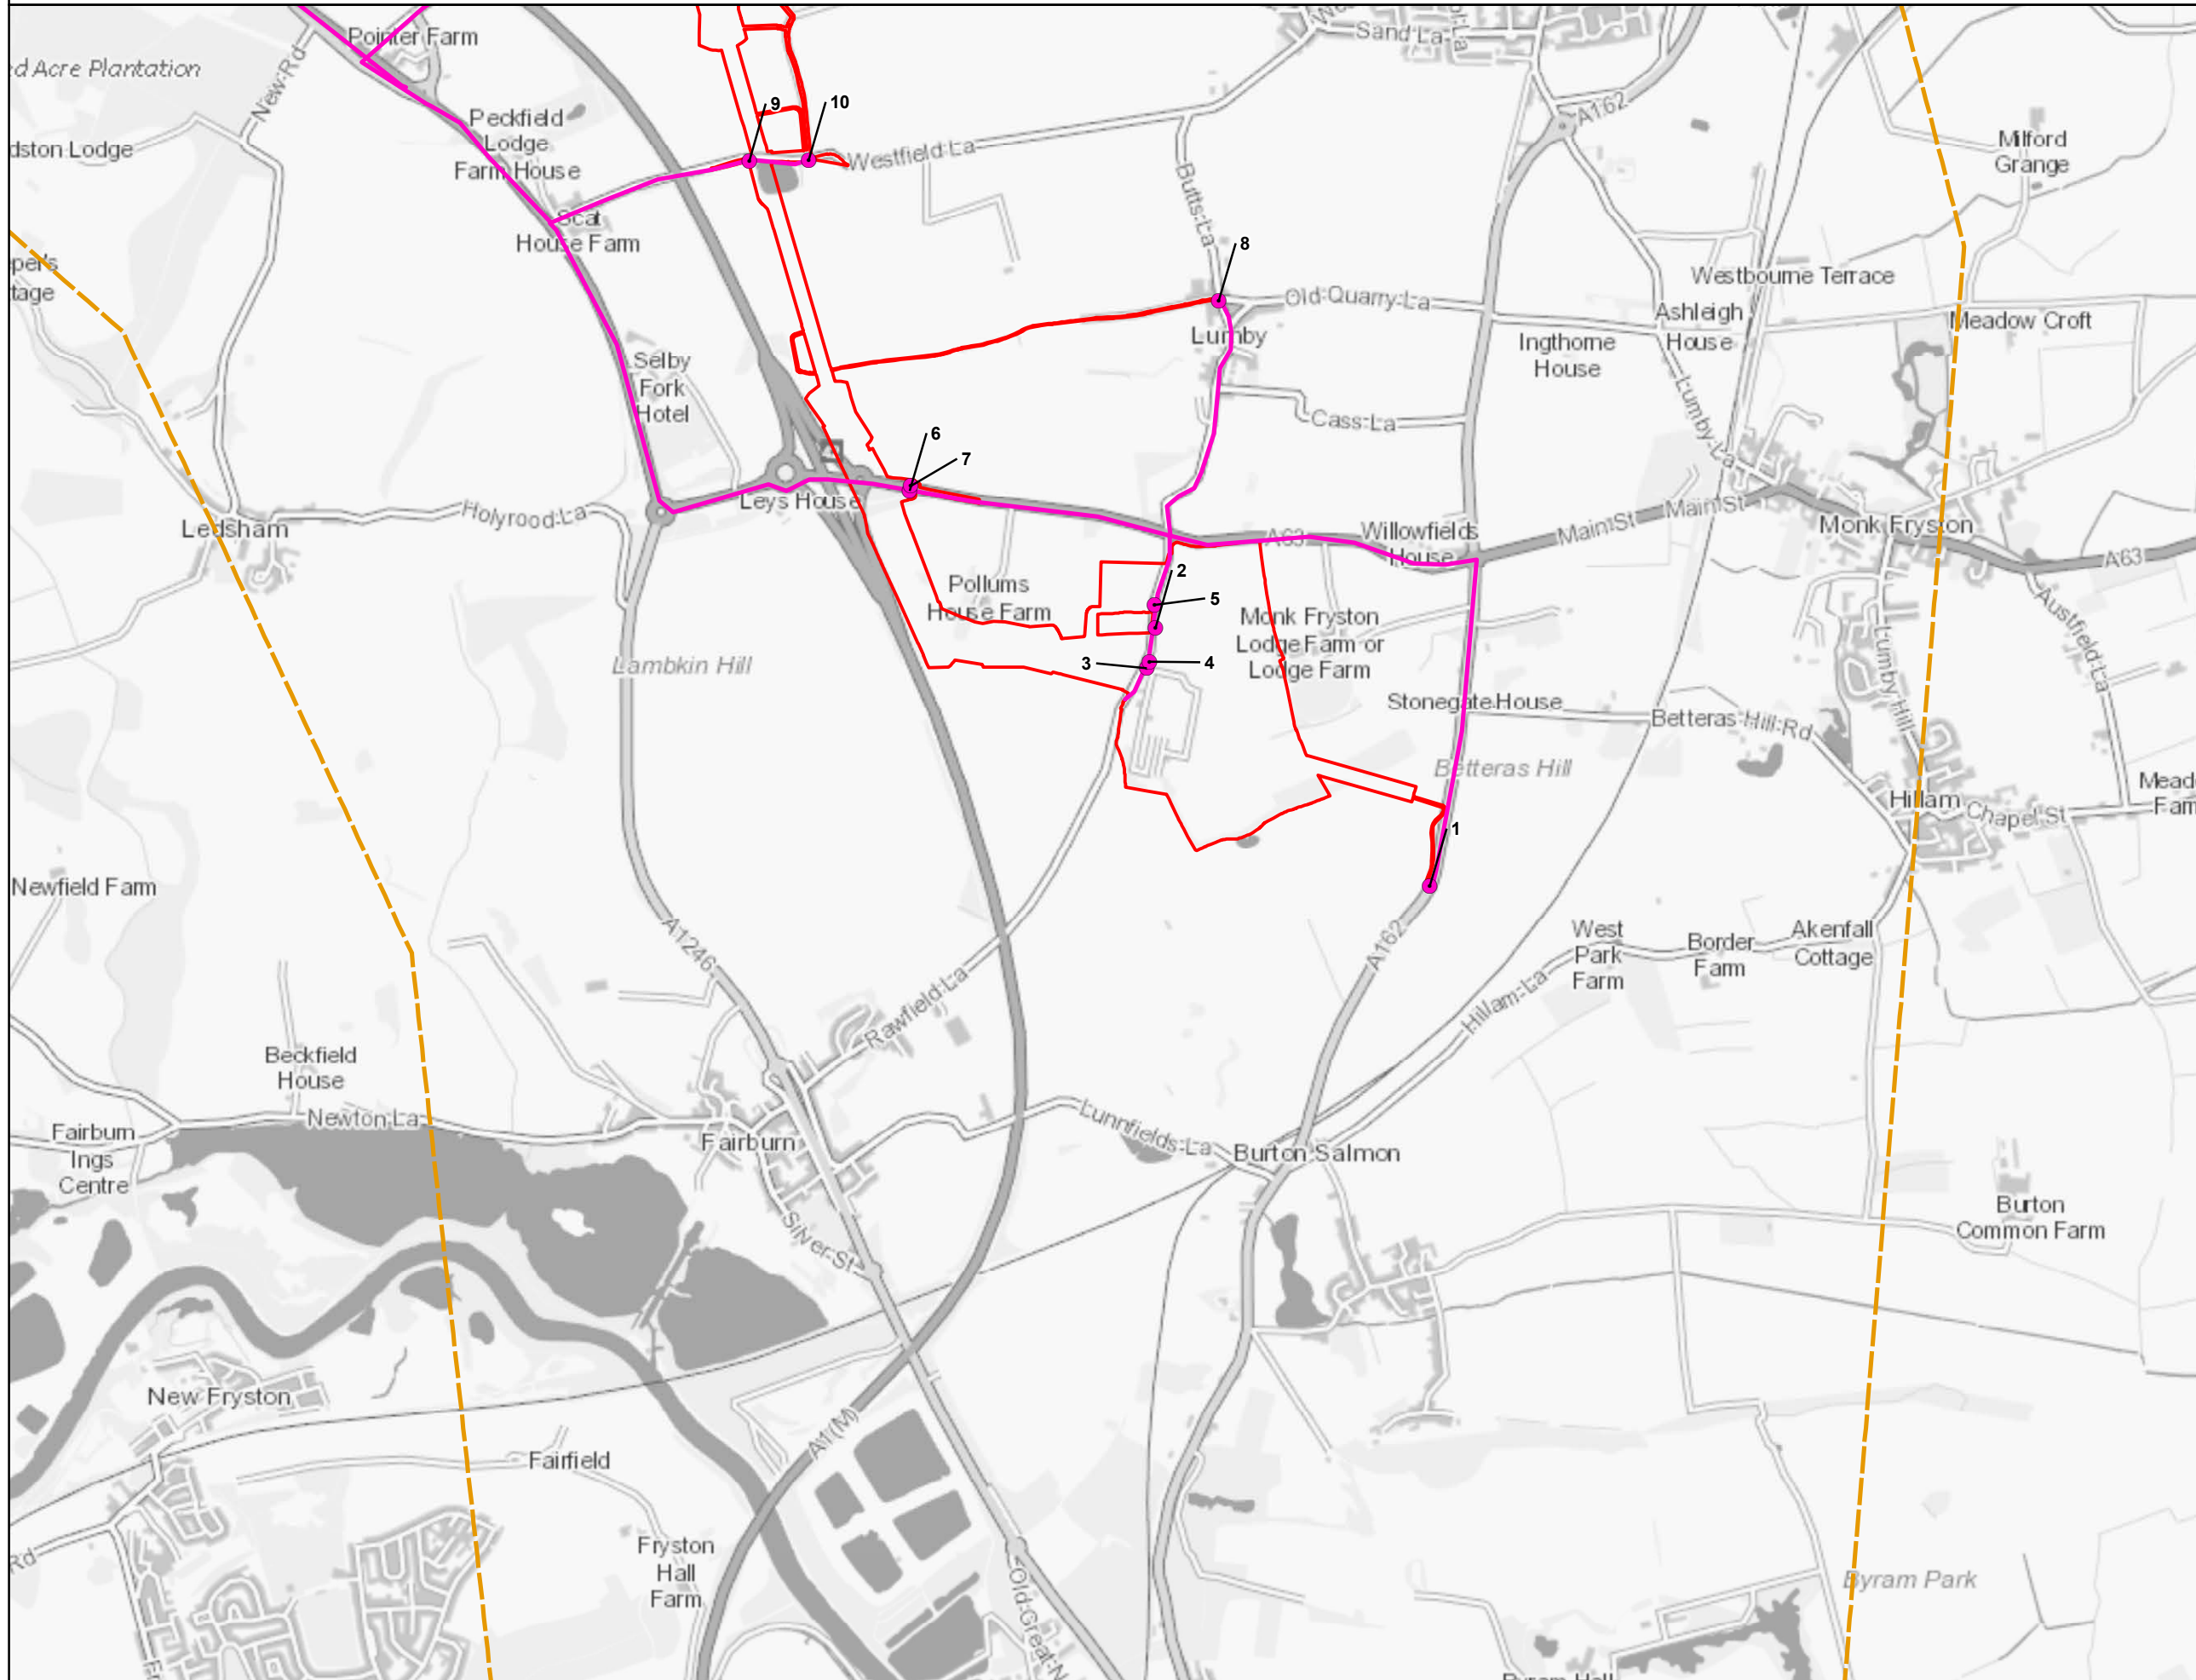 Pointer Farm
Sand La
A162
d Acre Plantation
New Rd
9
10
Peckfield
Lodge
Farm House
dston Lodge
Westfield La
Milford
Grange
Butts La
Scat
House Farm
8
per's
tage
Westbourne Terrace
Old Quarry La
Lumby
Ashleigh
House
Meadow Croft
Ingthorne
House
Selby
Fork
Hotel
Cass La
Lumby La
6
7
Leys House
Holyrood La
Ledsham
A63
Willowfields
House
Main St
Main St
Monk Fryston
A63
2
5
Pollums
House Farm
Monk Fryston
Lodge Farm or
Lodge Farm
3
4
Lambkin Hill
Lumby Hill
Austfield La
Stonegate House
Betteras Hill Rd
Betteras Hill
Hillam
Chapel St
Mead
Farm
1
Newfield Farm
A1246
A162
West
Park
Farm
Border
Farm
Akenfall
Cottage
Rawfield La
Hillam La
Beckfield
House
Newton La
Fairburn
Ings
Centre
Fairburn
Lunnfields La
Burton Salmon
Silver St
Burton
Common Farm
New Fryston
A1(M)
Fairfield
Rd
Fryston
Hall
Farm
Old Great N
Byram Park
Byram Hall